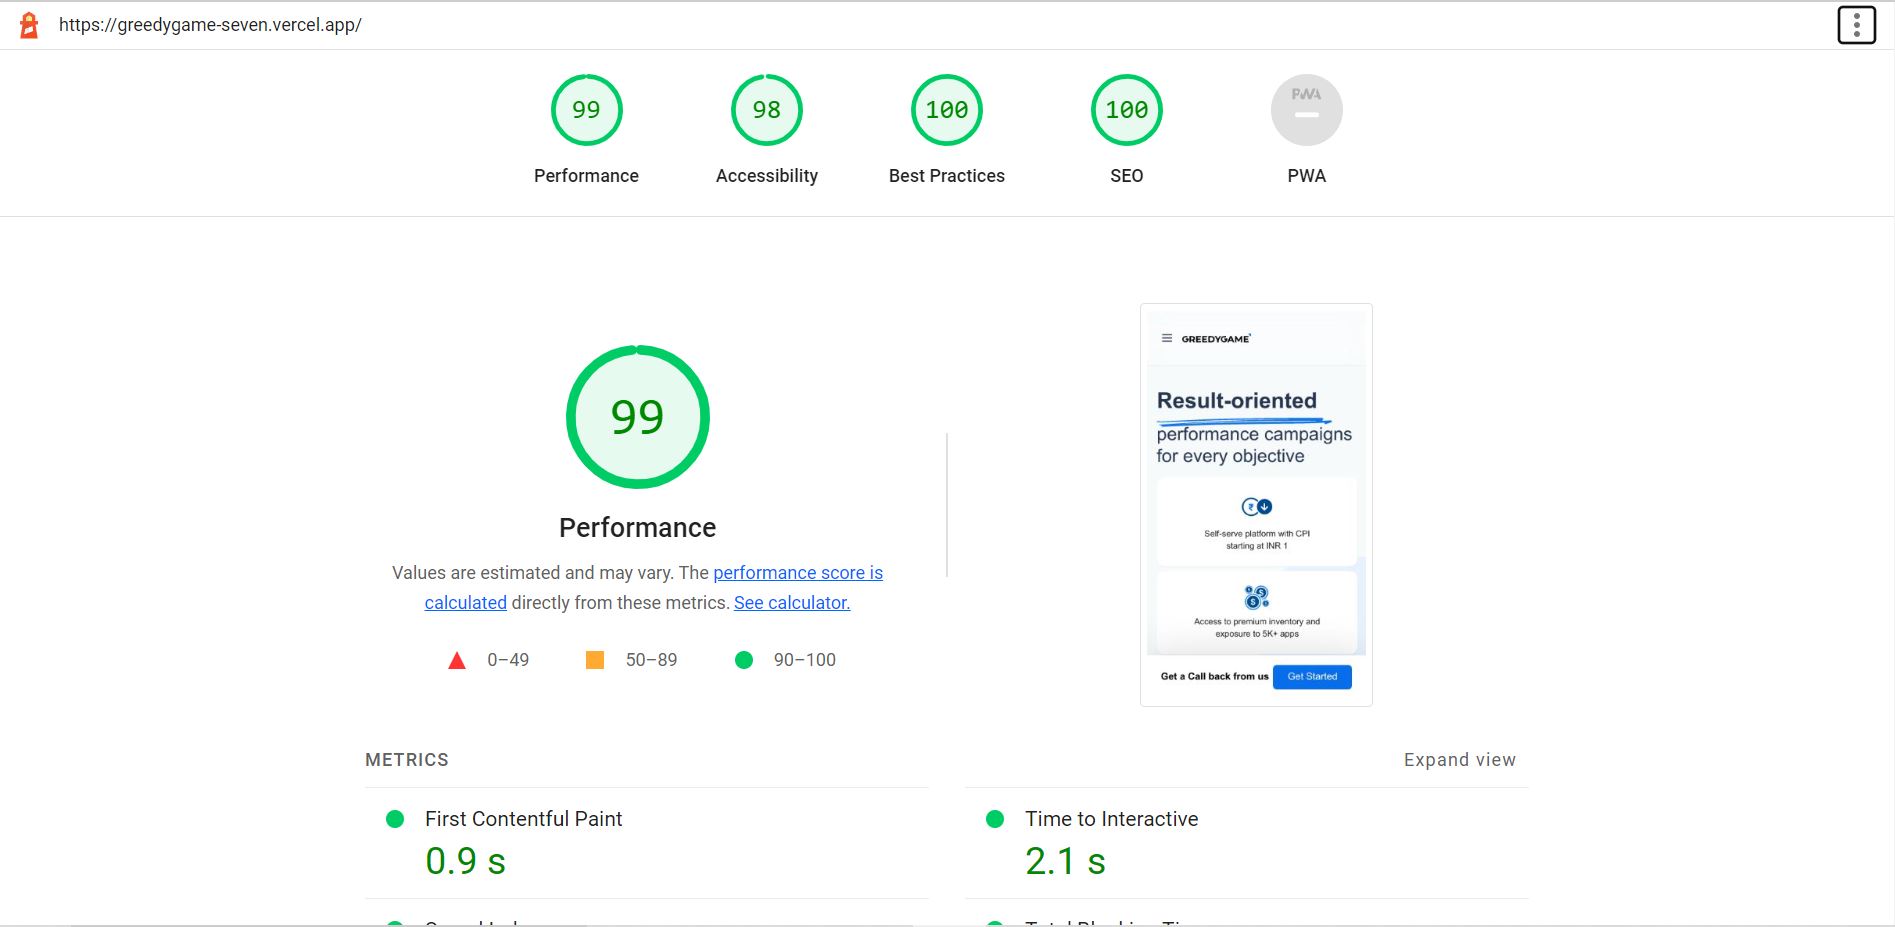 https://greedygame-seven.vercel.app/
99
98
100
100
PWA
Performance
Accessibility
Best Practices
SEO
PWA
99
Performance
Values are estimated and may vary. The performance score is
calculated directly from these metrics. See calculator.
0–49
50–89
90–100
GREEDYGAME
Result-oriented
performance campaigns
for every objective
Self-serve platform with CPI
starting at INR 1
Access to premium inventory and
exposure to 5K+ apps
Get a Call back from us
Get Started
METRICS
Expand view
First Contentful Paint
0.9 s
Time to Interactive
2.1 s